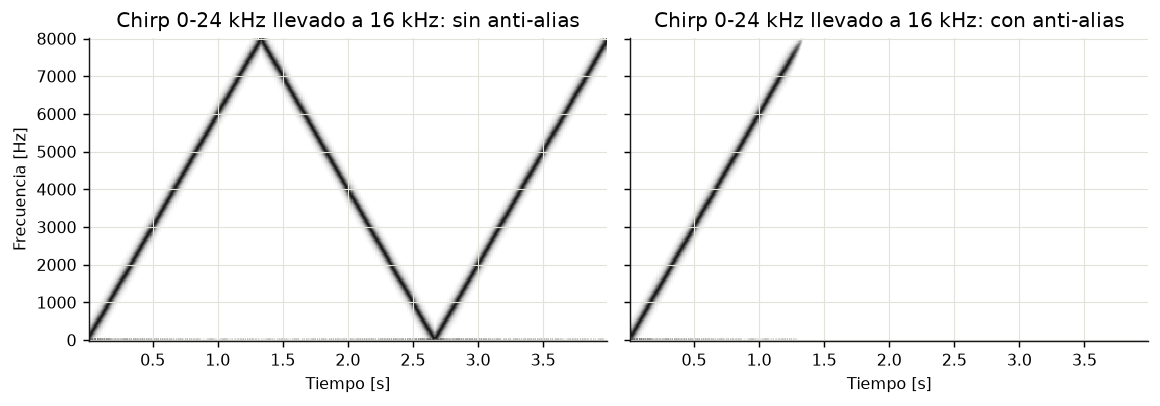 Chirp 0-24 kHz llevado a 16 kHz: sin anti-alias
Chirp 0-24 kHz llevado a 16 kHz: con anti-alias
8000
7000
6000
5000
4000
3000
2000
1000
0
Frecuencia [Hz]
0.5 1.0 1.5 2.0 2.5 3.0 3.5
0.5 1.0 1.5 2.0 2.5 3.0 3.5
Tiempo [s]
Tiempo [s]